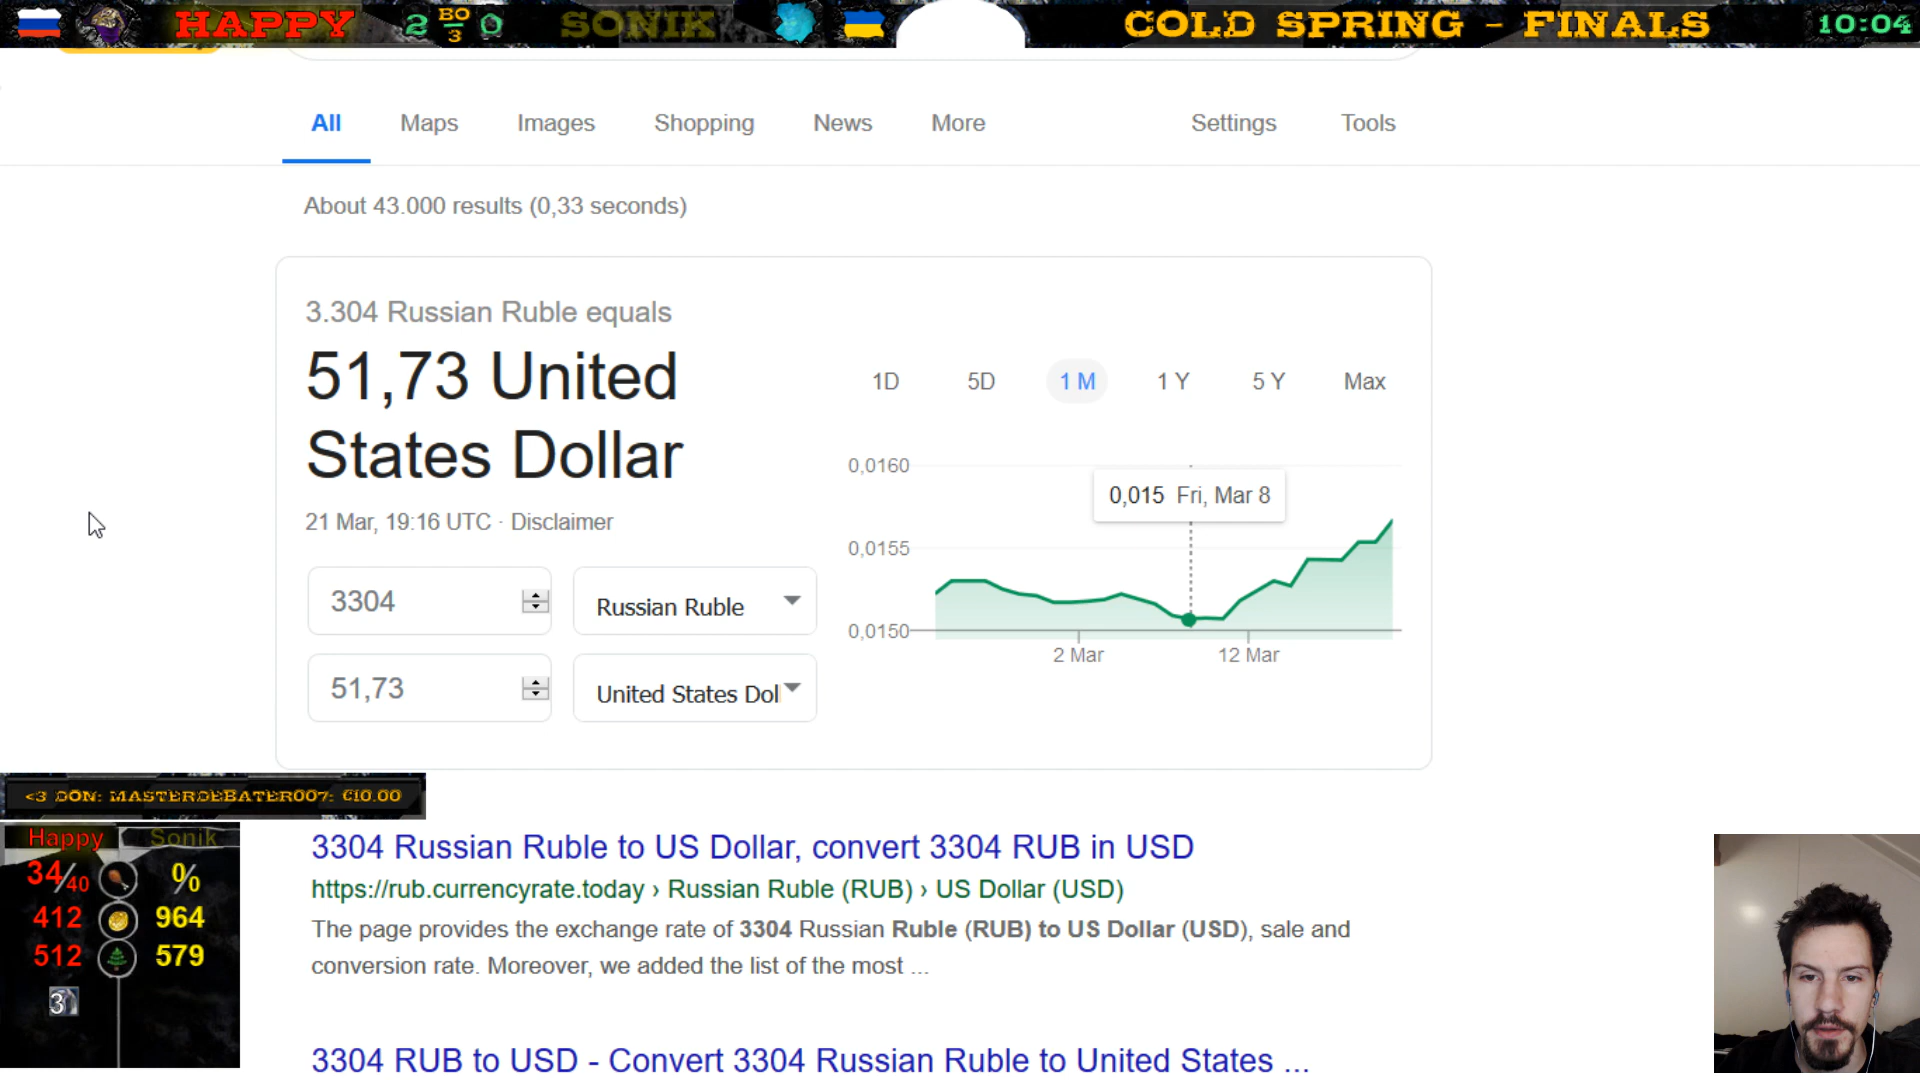 HAPPY 2 BO 3 0 SONIK COLD SPRING - FINALS 10:04
All Maps Images Shopping News More Settings Tools
About 43.000 results (0,33 seconds)
3.304 Russian Ruble equals
51,73 United
States Dollar
21 Mar, 19:16 UTC · Disclaimer
3304 Russian Ruble
51,73 United States Dol
1D 5D 1 M 1 Y 5 Y Max
0,0160
0,015 Fri, Mar 8
0,0155
0,0150
2 Mar 12 Mar
<3 DON: MASTERDEBATER007: €10.00
Happy Sonik
34/40 %
412 964
512 579
3
3304 Russian Ruble to US Dollar, convert 3304 RUB in USD
https://rub.currencyrate.today › Russian Ruble (RUB) › US Dollar (USD)
The page provides the exchange rate of 3304 Russian Ruble (RUB) to US Dollar (USD), sale and
conversion rate. Moreover, we added the list of the most ...
3304 RUB to USD - Convert 3304 Russian Ruble to United States ...